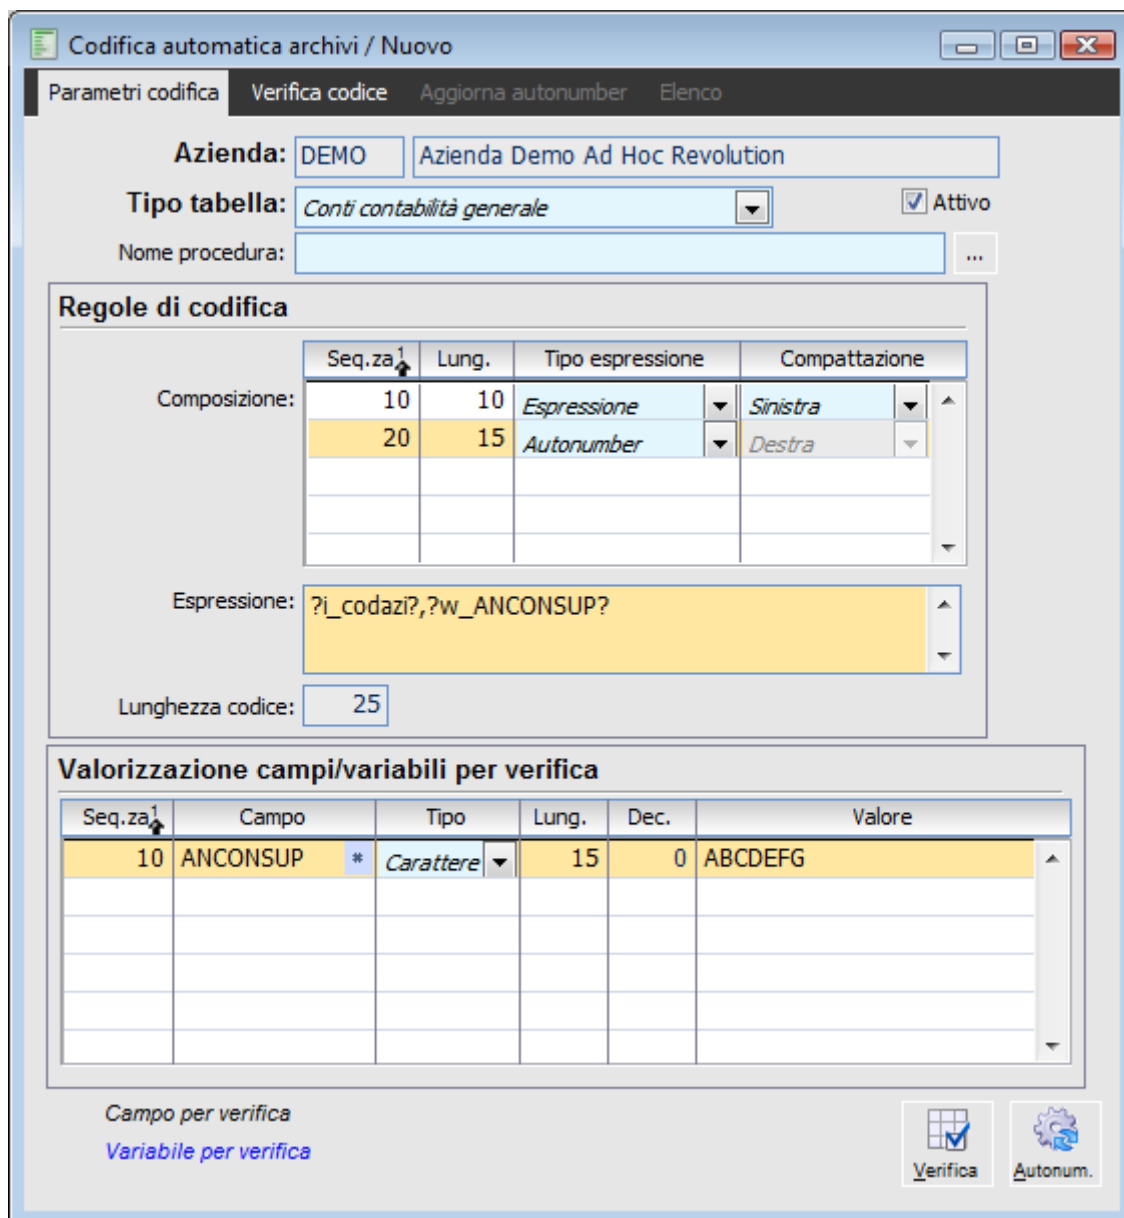 Codifica automatica archivi / Nuovo
Parametri codifica Verifica codice Aggiorna autonumber Elenco
Azienda: DEMO Azienda Demo Ad Hoc Revolution
Tipo tabella: Conti contabilità generale Attivo
Nome procedura: ...
Regole di codifica
Seq.za 1 Lung. Tipo espressione Compattazione
Composizione: 10 10 Espressione Sinistra
20 15 Autonumber Destra
Espressione: ?i_codazi?,?w_ANCONSUP?
Lunghezza codice: 25
Valorizzazione campi/variabili per verifica
Seq.za 1 Campo Tipo Lung. Dec. Valore
10 ANCONSUP * Carattere 15 0 ABCDEFG
Campo per verifica
Variabile per verifica
Verifica Autonum.